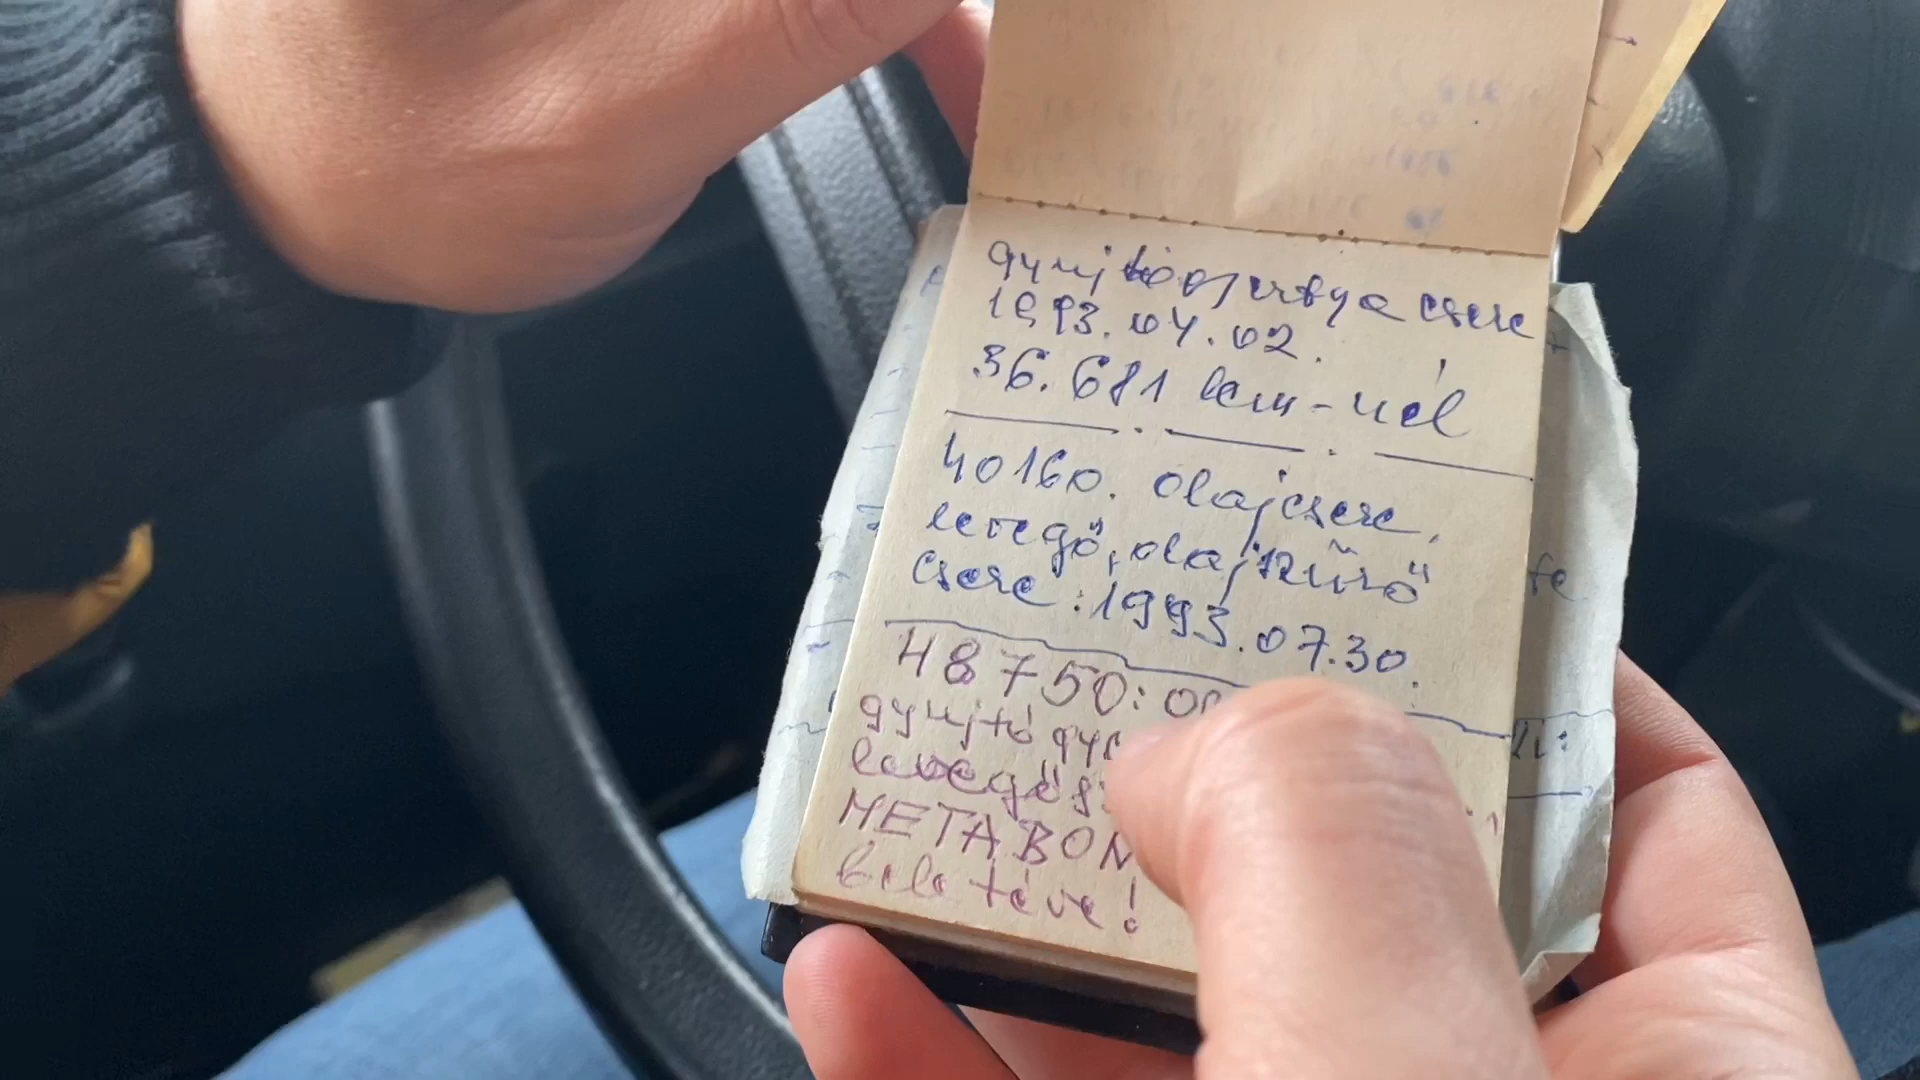 gyujtógyertya csere
1993.04.02.
36.681 km-nél
40160. olajcsere,
levegő, olajszűrő
csere: 1993.07.30.
48750:
gyujtó
levegős
METABON
bele téve!